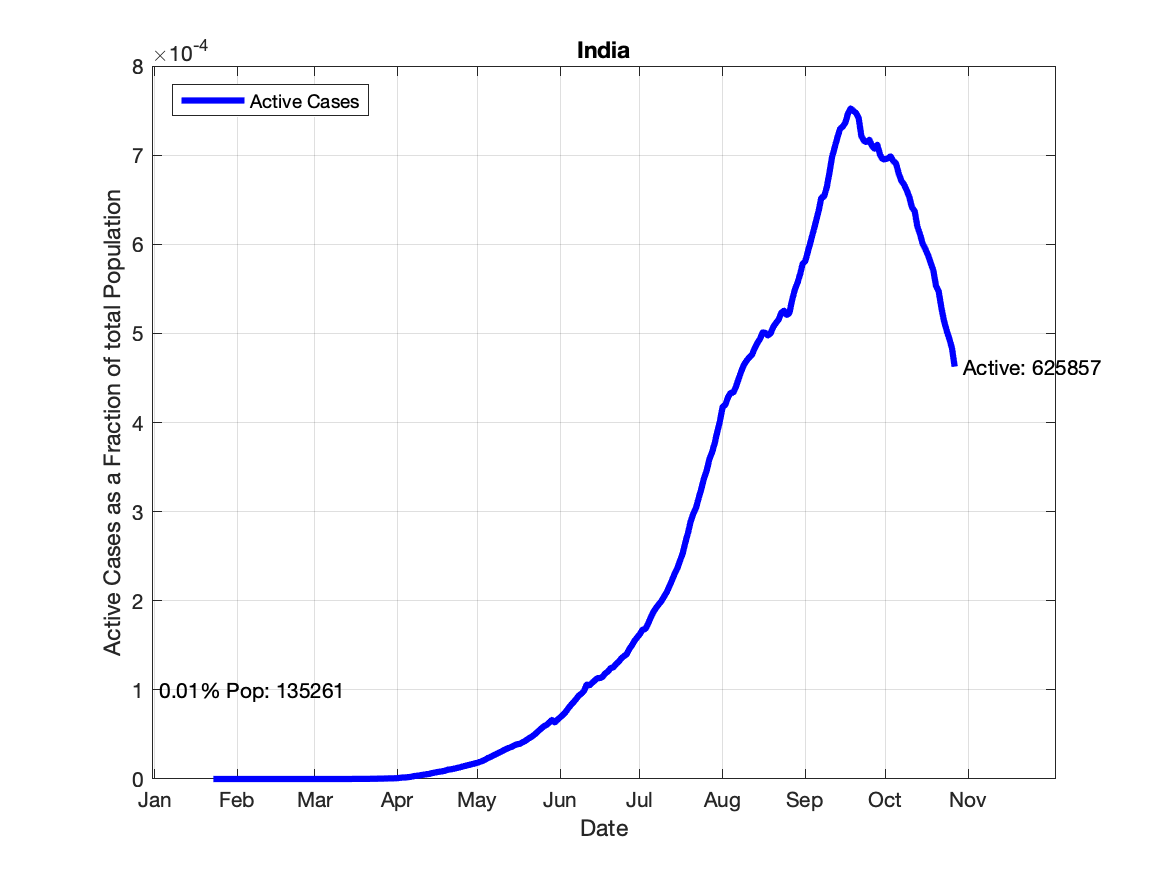 India
×10-4
8
7
6
5
4
3
2
1
0
Active Cases as a Fraction of total Population
Active Cases
Active: 625857
0.01% Pop: 135261
Jan Feb Mar Apr May Jun Jul Aug Sep Oct Nov
Date